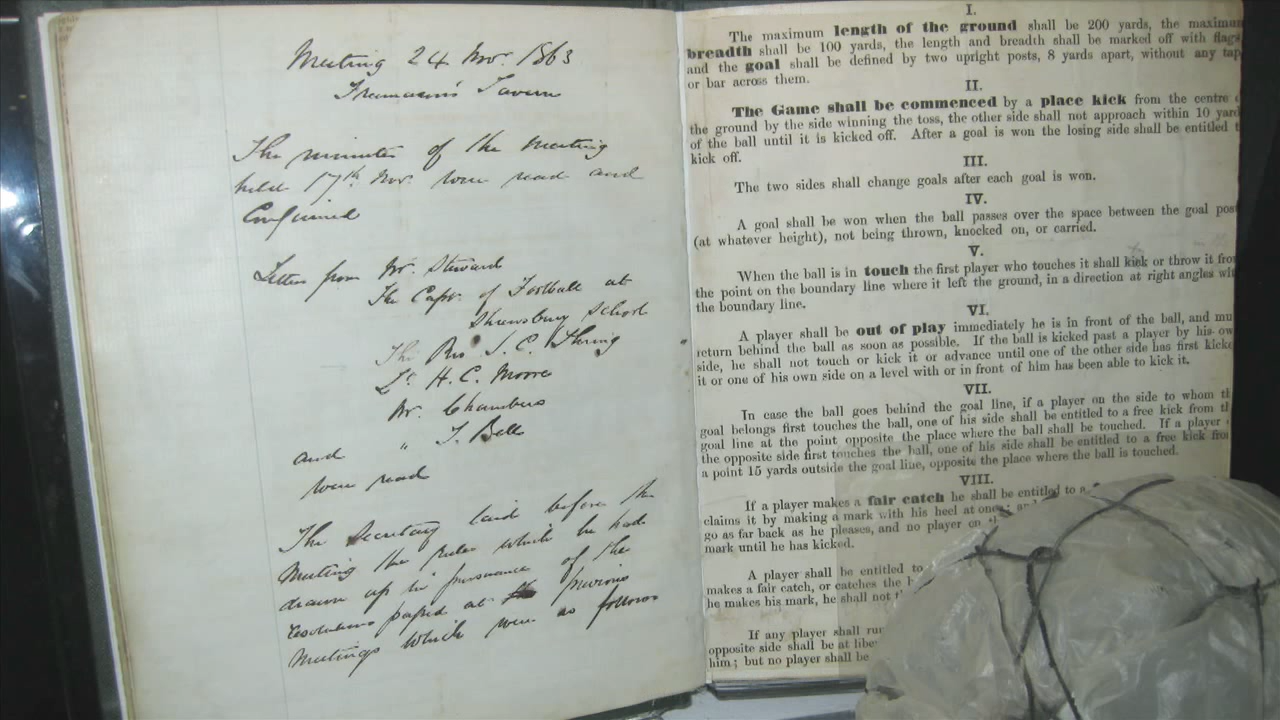 Meeting 24 Nov. 1863
Freemason's Tavern
The minutes of the meeting
held 17th Nov. were read and
Confirmed
Letters from Mr. Steward
The Capn. of Football at
Shrewsbury School
The Rev. J. C. Thring
Lt H. C. Moore
Mr. Chambers
and " J. Bell
were read
The Secretary laid before the
Meeting the Rules which he had
drawn up in pursuance of the
resolutions passed at the previous
Meetings which were as follows
I.
The maximum length of the ground shall be 200 yards, the maximum
breadth shall be 100 yards, the length and breadth shall be marked off with flags
and the goal shall be defined by two upright posts, 8 yards apart, without any tap
or bar across them.
II.
The Game shall be commenced by a place kick from the centre
the ground by the side winning the toss, the other side shall not approach within 10 yard
of the ball until it is kicked off. After a goal is won the losing side shall be entitled t
kick off.
III.
The two sides shall change goals after each goal is won.
IV.
A goal shall be won when the ball passes over the space between the goal post
(at whatever height), not being thrown, knocked on, or carried.
V.
When the ball is in touch the first player who touches it shall kick or throw it from
the point on the boundary line where it left the ground, in a direction at right angles wit
the boundary line.
VI.
A player shall be out of play immediately he is in front of the ball, and mu
return behind the ball as soon as possible. If the ball is kicked past a player by his ow
side, he shall not touch or kick it or advance until one of the other side has first kicke
it or one of his own side on a level with or in front of him has been able to kick it.
VII.
In case the ball goes behind the goal line, if a player on the side to whom th
goal belongs first touches the ball, one of his side shall be entitled to a free kick from th
goal line at the point opposite the place where the ball shall be touched. If a player
the opposite side first touches the ball, one of his side shall be entitled to a free kick from
a point 15 yards outside the goal line, opposite the place where the ball is touched.
VIII.
If a player makes a fair catch he shall be entitled to a
claims it by making a mark with his heel at once; and
go as far back as he pleases, and no player on
mark until he has kicked.
A player shall be entitled to
makes a fair catch, or catches the b
he makes his mark, he shall not
If any player shall run
opposite side shall be at liber
him; but no player shall be